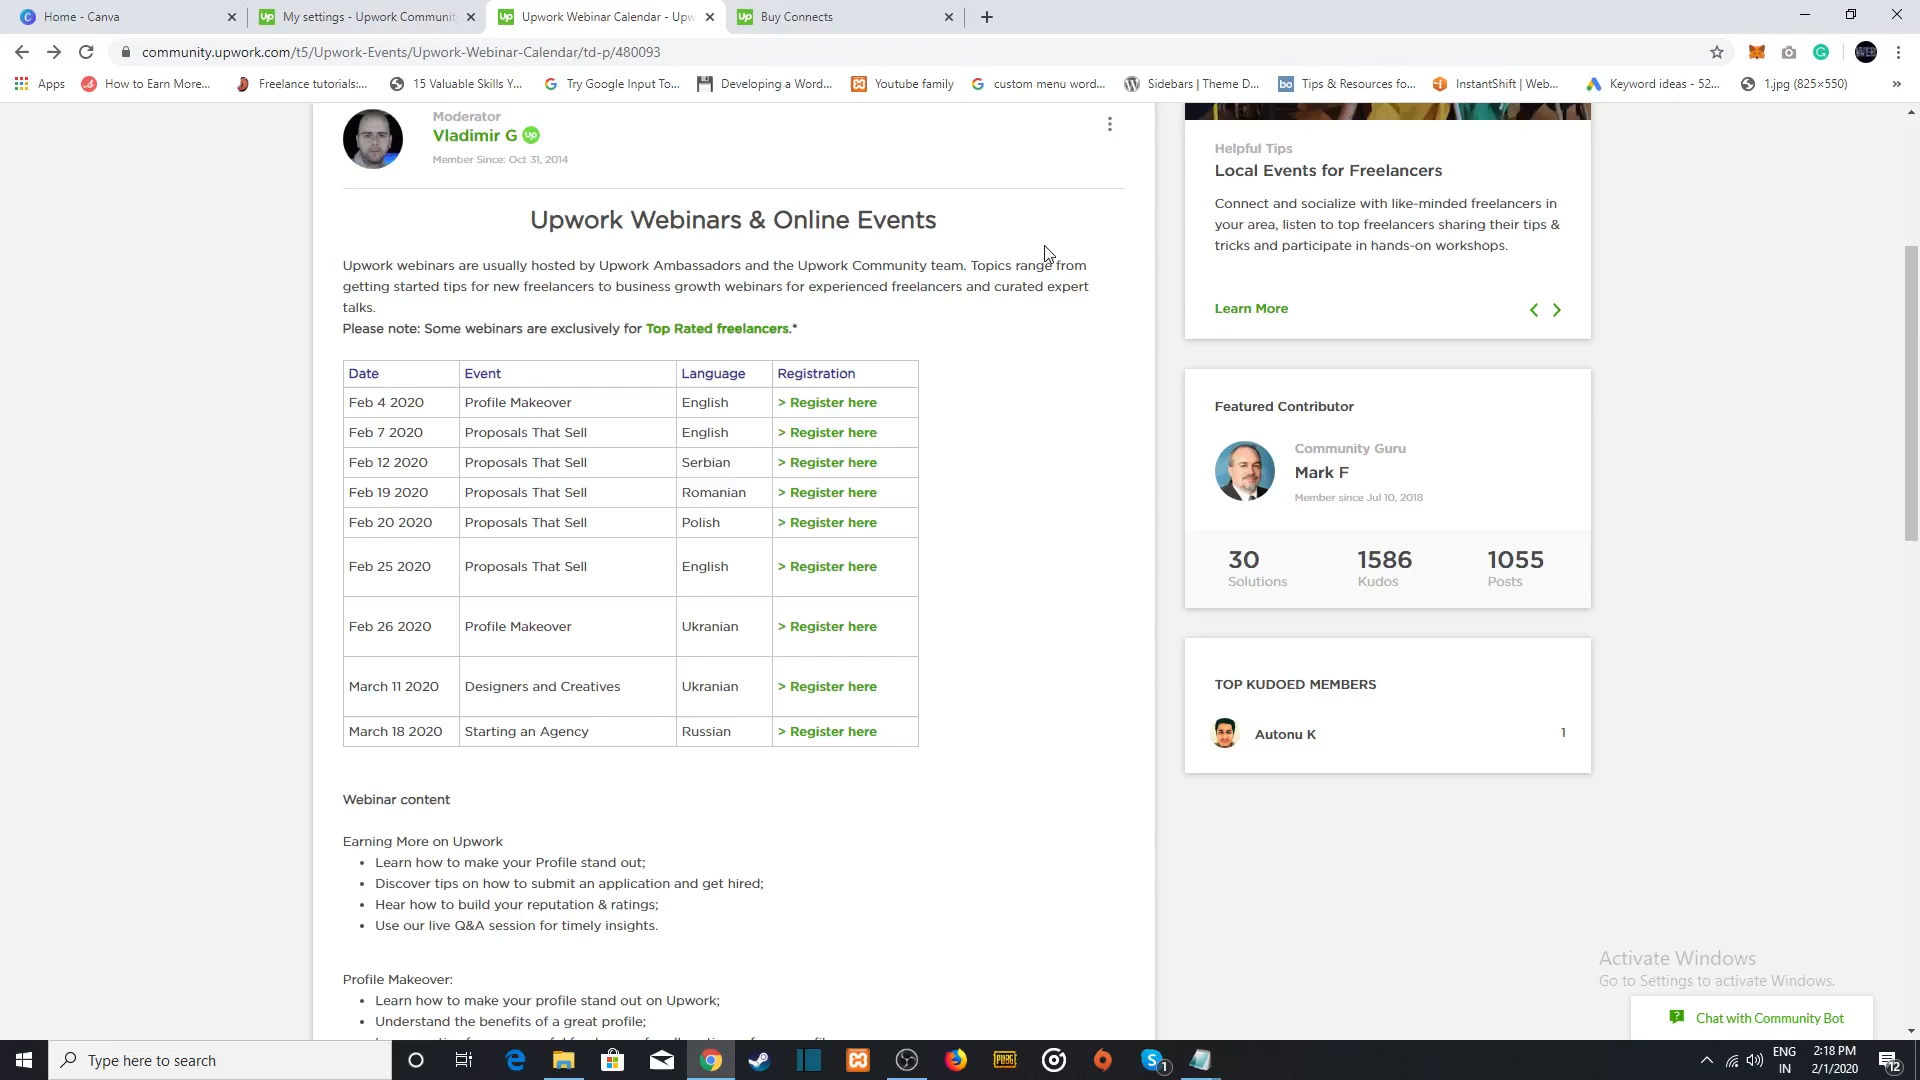 Home - Canva
My settings - Upwork Communit
Upwork Webinar Calendar - Upw
Buy Connects
community.upwork.com/t5/Upwork-Events/Upwork-Webinar-Calendar/td-p/480093
Apps
How to Earn More...
Freelance tutorials:...
15 Valuable Skills Y...
Try Google Input To...
Developing a Word...
Youtube family
custom menu word...
Sidebars | Theme D...
Tips & Resources fo...
InstantShift | Web...
Keyword ideas - 52...
1.jpg (825×550)
»
Moderator
Vladimir G
Member Since: Oct 31, 2014
Upwork Webinars & Online Events
Upwork webinars are usually hosted by Upwork Ambassadors and the Upwork Community team. Topics range from
getting started tips for new freelancers to business growth webinars for experienced freelancers and curated expert
talks.
Please note: Some webinars are exclusively for Top Rated freelancers.*
Date Event Language Registration
Feb 4 2020 Profile Makeover English > Register here
Feb 7 2020 Proposals That Sell English > Register here
Feb 12 2020 Proposals That Sell Serbian > Register here
Feb 19 2020 Proposals That Sell Romanian > Register here
Feb 20 2020 Proposals That Sell Polish > Register here
Feb 25 2020 Proposals That Sell English > Register here
Feb 26 2020 Profile Makeover Ukranian > Register here
March 11 2020 Designers and Creatives Ukranian > Register here
March 18 2020 Starting an Agency Russian > Register here
Webinar content
Earning More on Upwork
• Learn how to make your Profile stand out;
• Discover tips on how to submit an application and get hired;
• Hear how to build your reputation & ratings;
• Use our live Q&A session for timely insights.
Profile Makeover:
• Learn how to make your profile stand out on Upwork;
• Understand the benefits of a great profile;
Helpful Tips
Local Events for Freelancers
Connect and socialize with like-minded freelancers in
your area, listen to top freelancers sharing their tips &
tricks and participate in hands-on workshops.
Learn More
Featured Contributor
Community Guru
Mark F
Member since Jul 10, 2018
30 1586 1055
Solutions Kudos Posts
TOP KUDOED MEMBERS
Autonu K 1
Activate Windows
Go to Settings to activate Windows.
Chat with Community Bot
Type here to search
ENG
IN
2:18 PM
2/1/2020
12